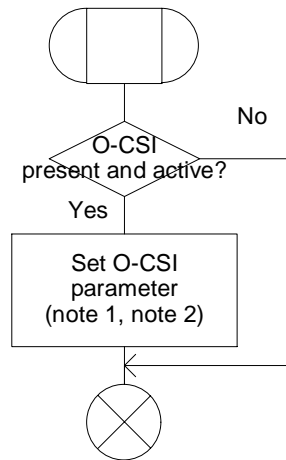 No
O-CSI
present and active?
Yes
Set O-CSI
parameter
(note 1, note 2)